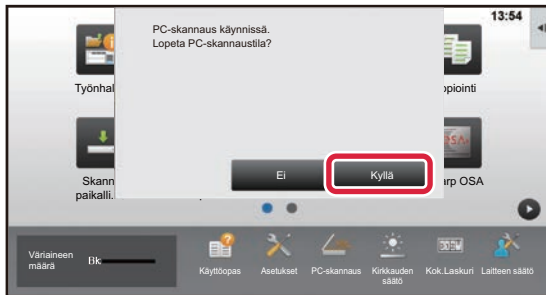 PC-skannaus käynnissä.
Lopeta PC-skannaustila?
13:54
Työnhal
opiointi
Ei
Kyllä
Skann
paikalli.
arp OSA
Väriaineen
määrä
Bk
Käyttöopas
Asetukset
PC-skannaus
Kirkkauden
säätö
Kok.Laskuri
Laitteen säätö